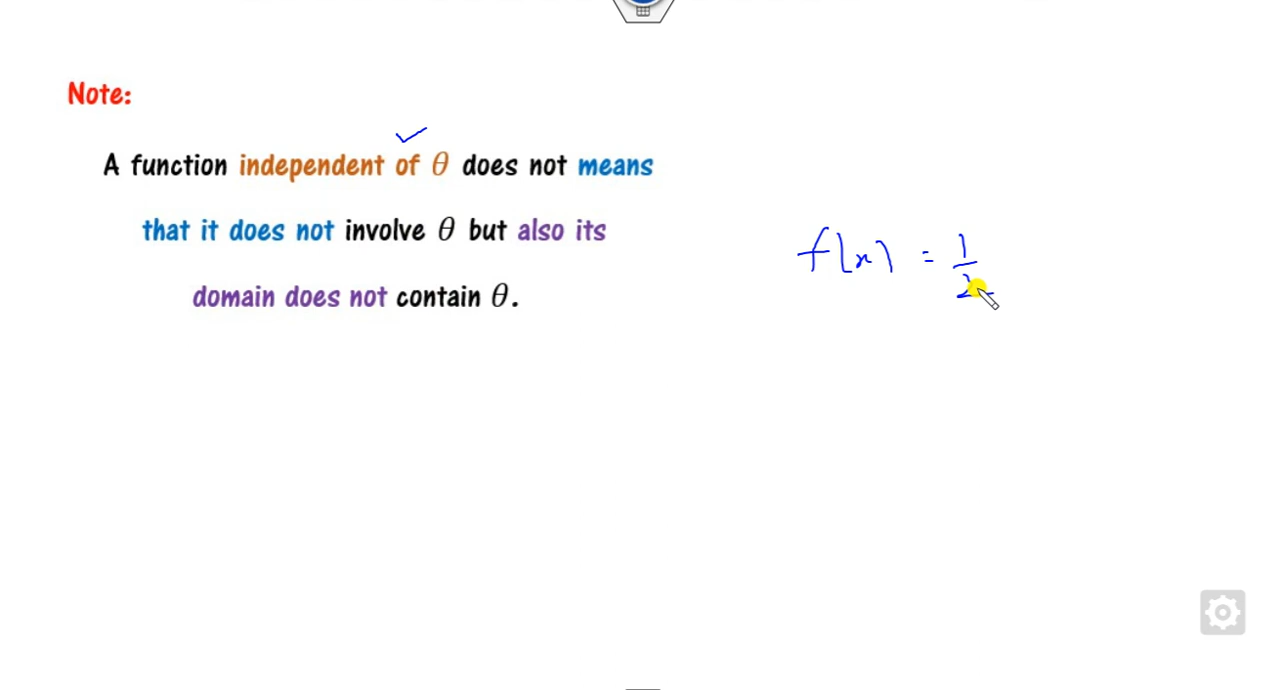 Note:
A function independent of θ does not means
that it does not involve θ but also its
domain does not contain θ.
f(x) = 1/2